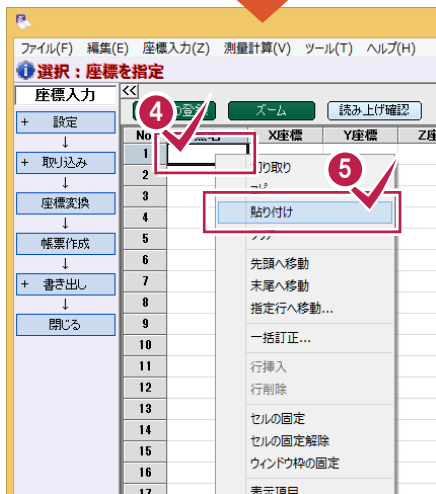 ファイル(F) 編集(E) 座標入力(Z) 測量計算(V) ツール(T) ヘルプ(H)
選択：座標を指定
座標入力
<<
4
登録
ズーム
読み上げ確認
+ 設定
↓
+ 取り込み
↓
座標変換
↓
帳票作成
↓
+ 書き出し
↓
閉じる
No
X座標
Y座標
1
2
3
4
5
6
7
8
9
10
11
12
13
14
15
16
17
切り取り
5
貼り付け
クリア
先頭へ移動
末尾へ移動
指定行へ移動...
一括訂正...
行挿入
行削除
セルの固定
セルの固定解除
ウィンドウ枠の固定
表示項目